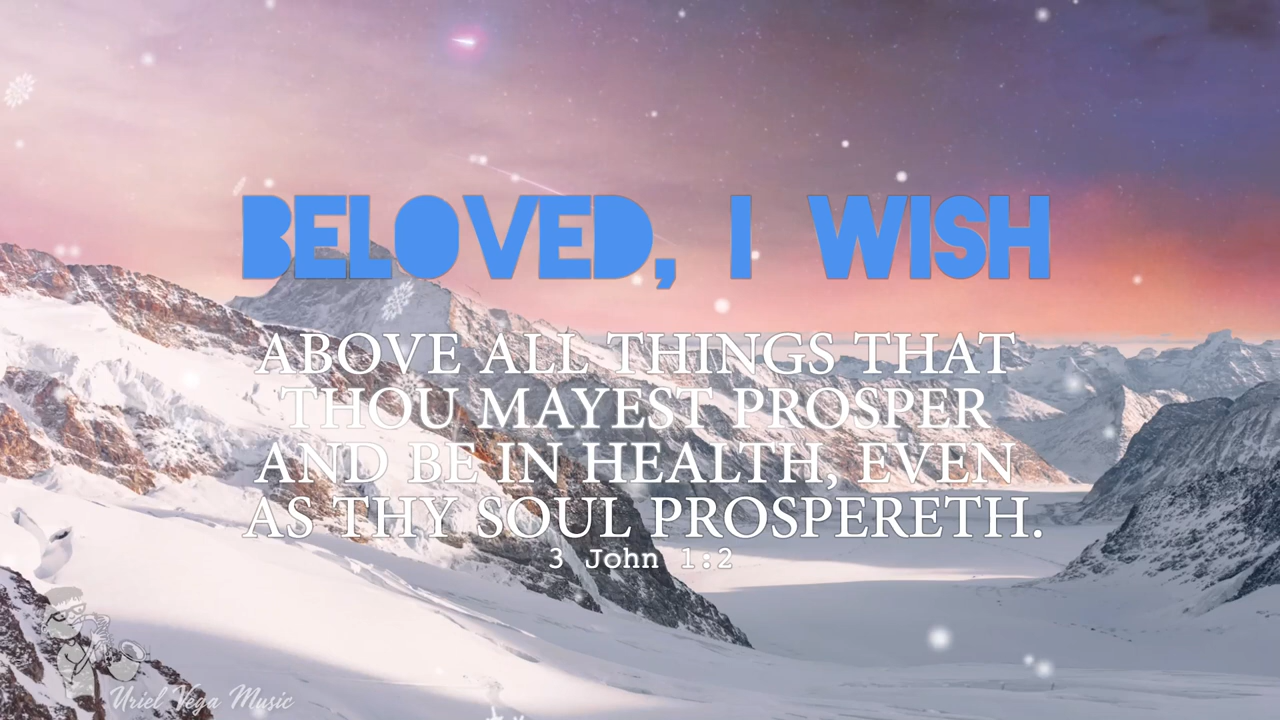 BELOVED, I WISH
ABOVE ALL THINGS THAT
THOU MAYEST PROSPER
AND BE IN HEALTH, EVEN
AS THY SOUL PROSPERETH.
3 John 1:2
Uriel Vega Music